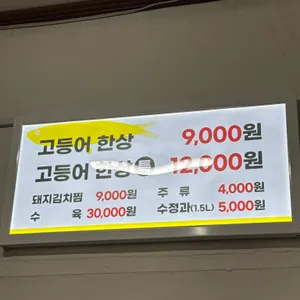 고등어 한상 9,000원
고등어 한상 특 12,000원
돼지김치찜 9,000원 주 류 4,000원
수 육 30,000원 수정과(1.5L) 5,000원